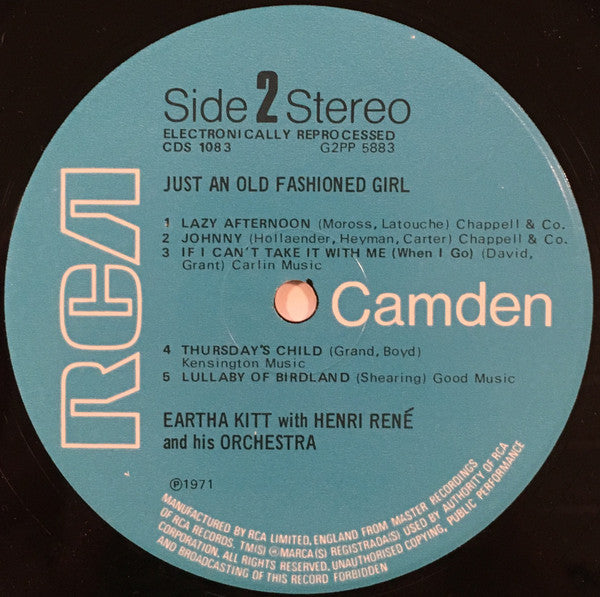 Side 2 Stereo
ELECTRONICALLY REPROCESSED
CDS 1083 G2PP 5883
JUST AN OLD FASHIONED GIRL
1 LAZY AFTERNOON (Moross, Latouche) Chappell & Co.
2 JOHNNY (Hollaender, Heyman, Carter) Chappell & Co.
3 IF I CAN'T TAKE IT WITH ME (When I Go) (David,
Grant) Carlin Music
RCA
Camden
4 THURSDAY'S CHILD (Grand, Boyd)
Kensington Music
5 LULLABY OF BIRDLAND (Shearing) Good Music
EARTHA KITT with HENRI RENÉ
and his ORCHESTRA
℗1971
MANUFACTURED BY RCA LIMITED, ENGLAND FROM MASTER RECORDINGS
OF RCA RECORDS, TM(S) ® MARCA(S) REGISTRADA(S) USED BY AUTHORITY OF RCA
CORPORATION. ALL RIGHTS RESERVED. UNAUTHORISED COPYING, PUBLIC PERFORMANCE
AND BROADCASTING OF THIS RECORD FORBIDDEN